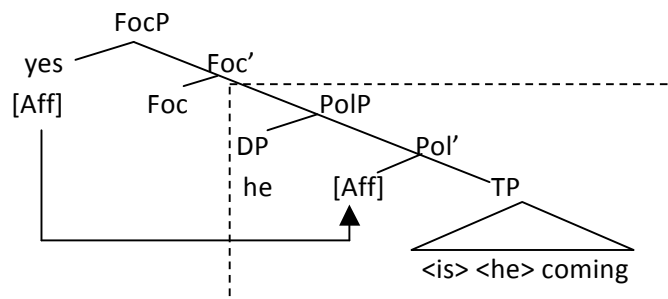 FocP
yes Foc’
[Aff] Foc PolP
DP Pol’
he [Aff] TP
<is> <he> coming